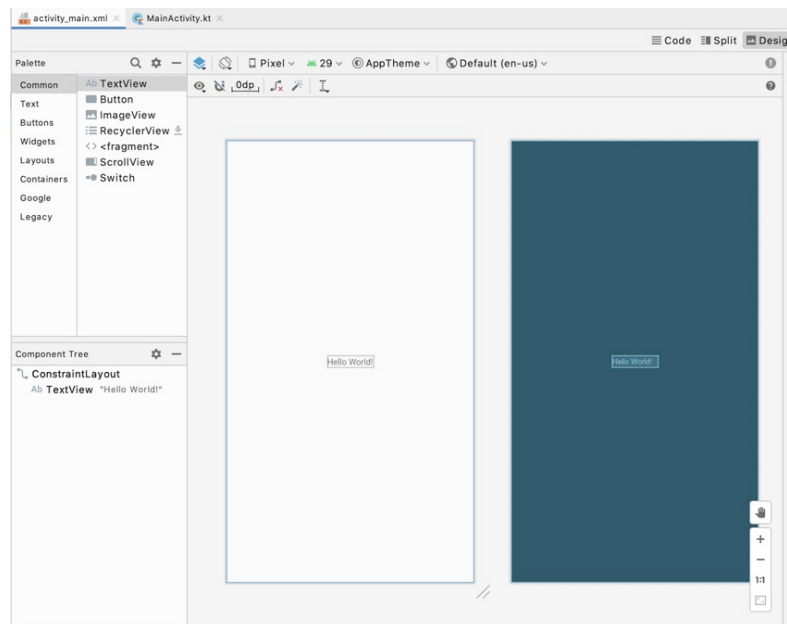 activity_main.xml MainActivity.kt
Code Split Desig
Palette
Pixel 29 AppTheme Default (en-us)
0dp
Common
Text
Buttons
Widgets
Layouts
Containers
Google
Legacy
Ab TextView
Button
ImageView
RecyclerView
<fragment>
ScrollView
Switch
Component Tree
ConstraintLayout
Ab TextView "Hello World!"
Hello World!
Hello World!
1:1